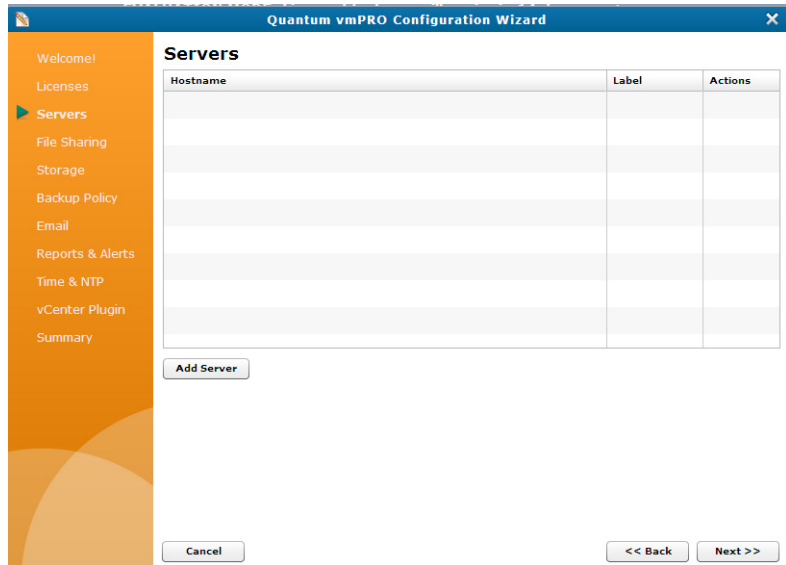 Quantum vmPRO Configuration Wizard
Welcome!
Licenses
Servers
File Sharing
Storage
Backup Policy
Email
Reports & Alerts
Time & NTP
vCenter Plugin
Summary
Servers
Hostname Label Actions
Add Server
Cancel << Back Next >>